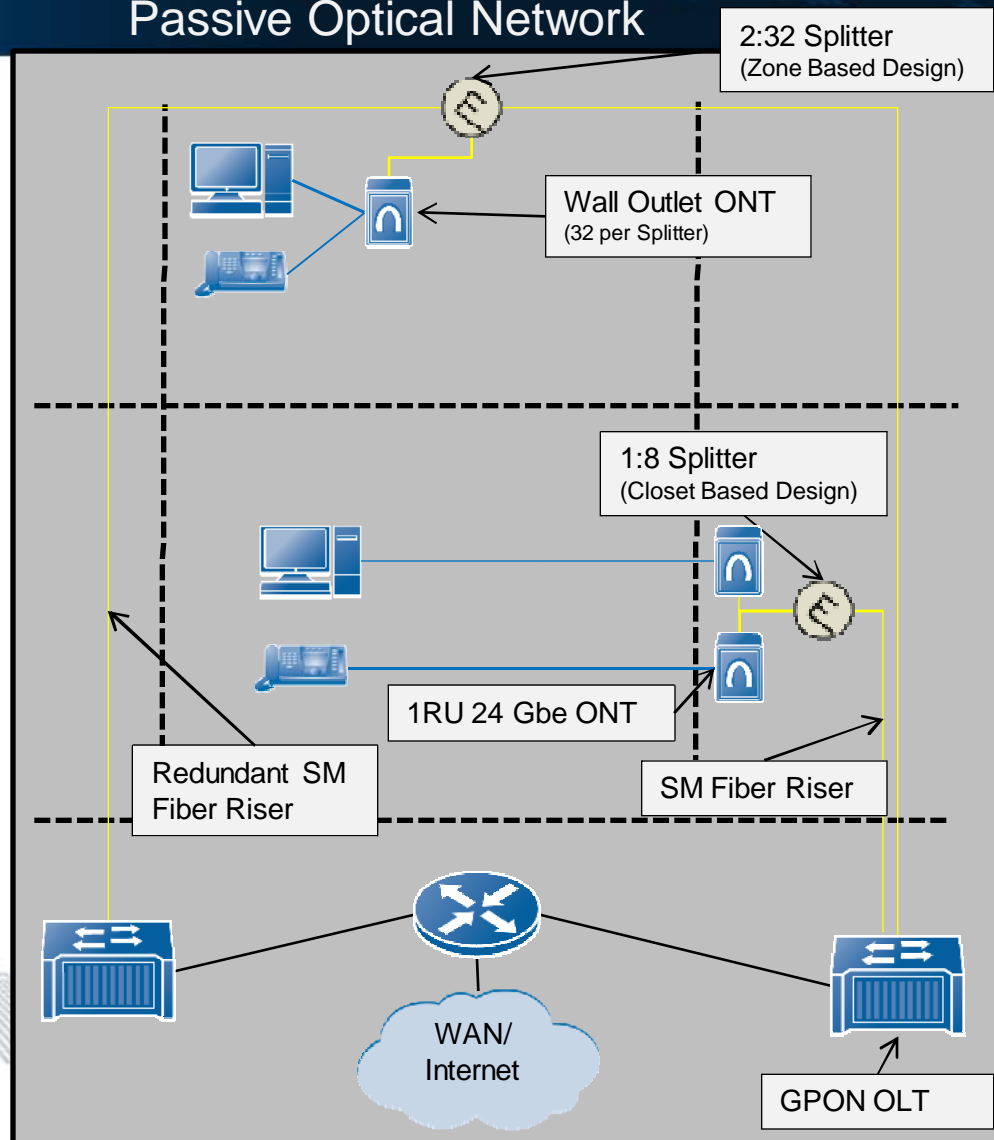 Passive Optical Network
2:32 Splitter
(Zone Based Design)
Wall Outlet ONT
(32 per Splitter)
1:8 Splitter
(Closet Based Design)
1RU 24 Gbe ONT
Redundant SM
Fiber Riser
SM Fiber Riser
WAN/
Internet
GPON OLT